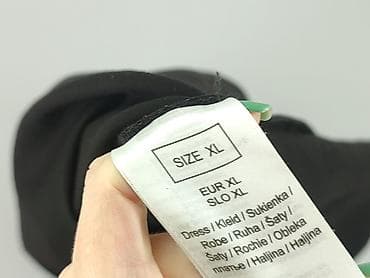 SIZE XL
EUR XL
SLO XL
Dress / Kleid / Sukienka /
Robe / Ruha / Šaty /
Šaty / Rochie / Obleka
платье / Haljina / Haljina